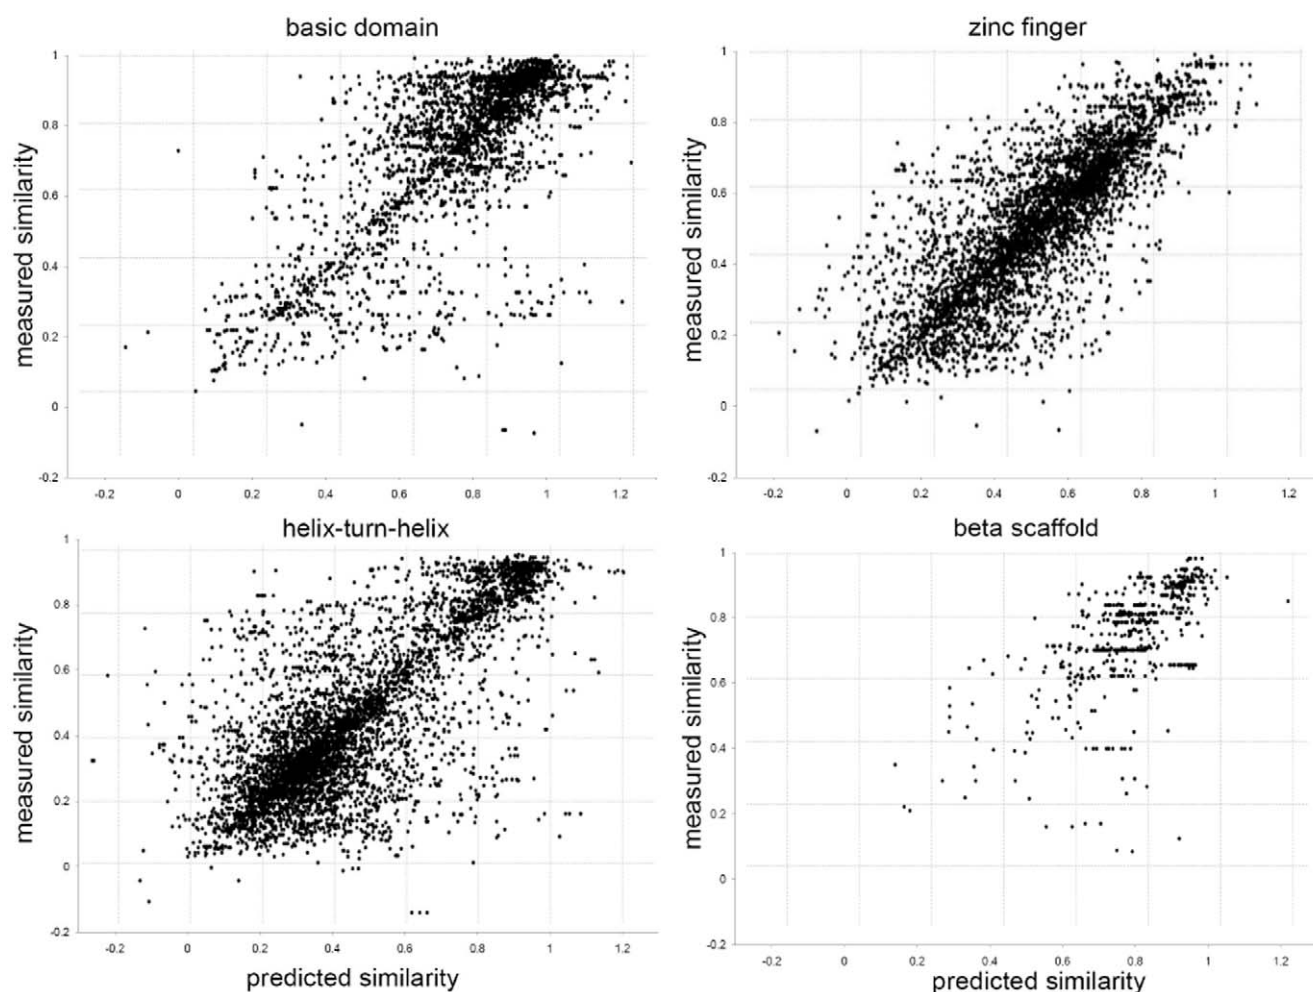 basic domain
zinc finger
measured similarity
1
0.8
0.6
0.4
0.2
0
-0.2
-0.2 0 0.2 0.4 0.6 0.8 1 1.2
measured similarity
1
0.8
0.6
0.4
0.2
0
-0.2
-0.2 0 0.2 0.4 0.6 0.8 1 1.2
helix-turn-helix
beta scaffold
measured similarity
1
0.8
0.6
0.4
0.2
0
-0.2
-0.2 0 0.2 0.4 0.6 0.8 1 1.2
predicted similarity
measured similarity
1
0.8
0.6
0.4
0.2
0
-0.2
-0.2 0 0.2 0.4 0.6 0.8 1 1.2
predicted similarity